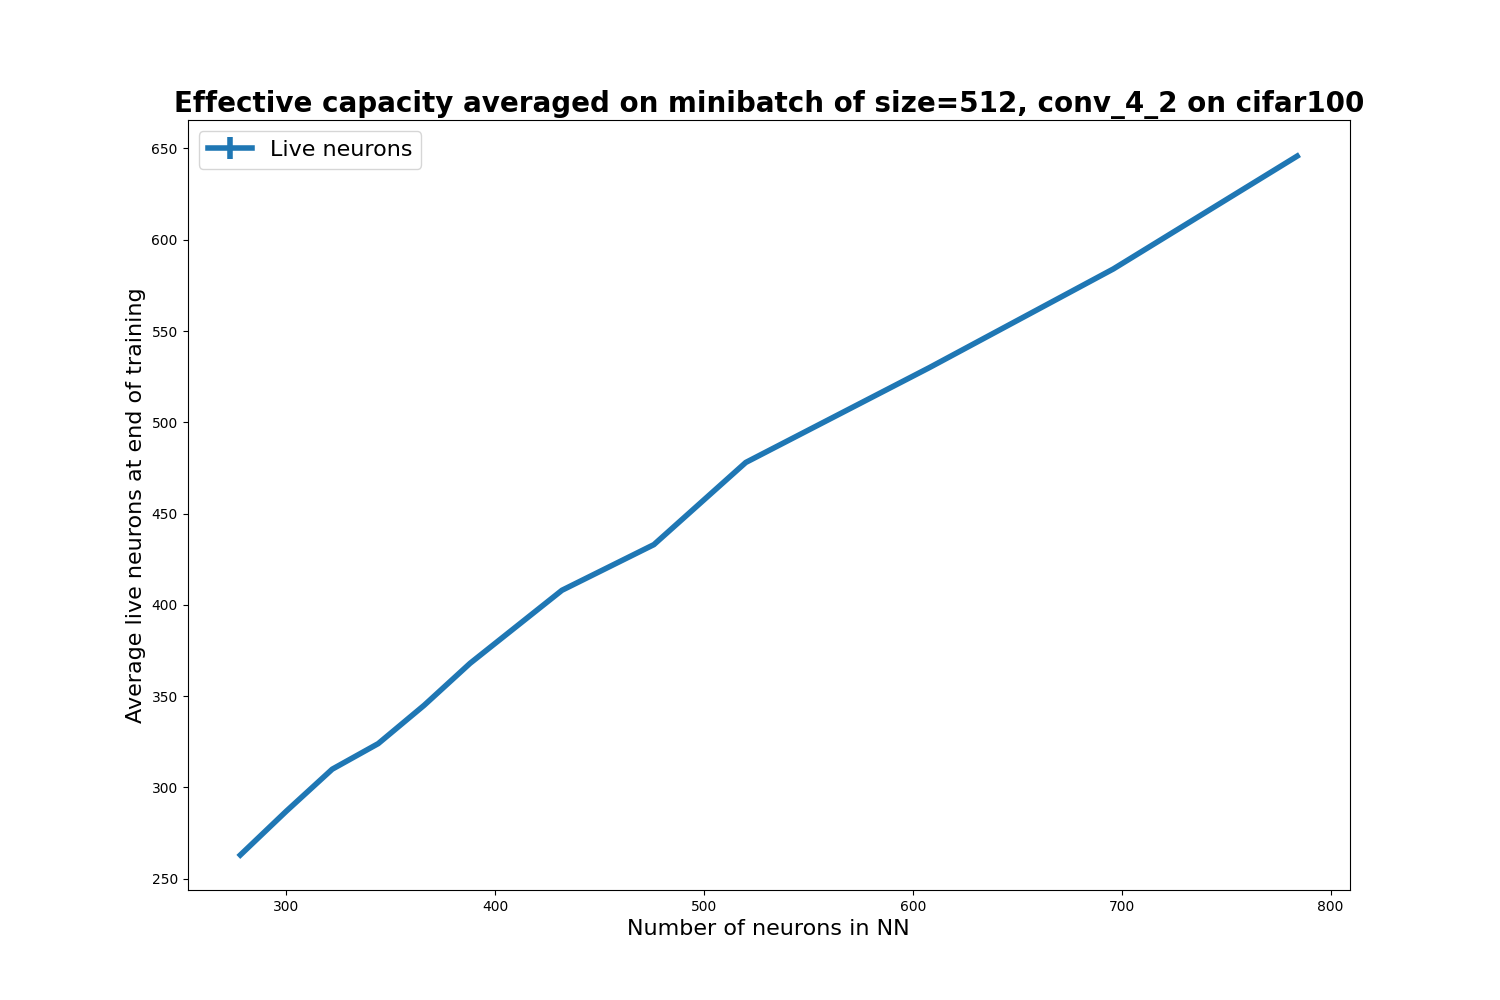 Effective capacity averaged on minibatch of size=512, conv_4_2 on cifar100
Live neurons
650
600
550
500
450
400
350
300
250
Average live neurons at end of training
300 400 500 600 700 800
Number of neurons in NN